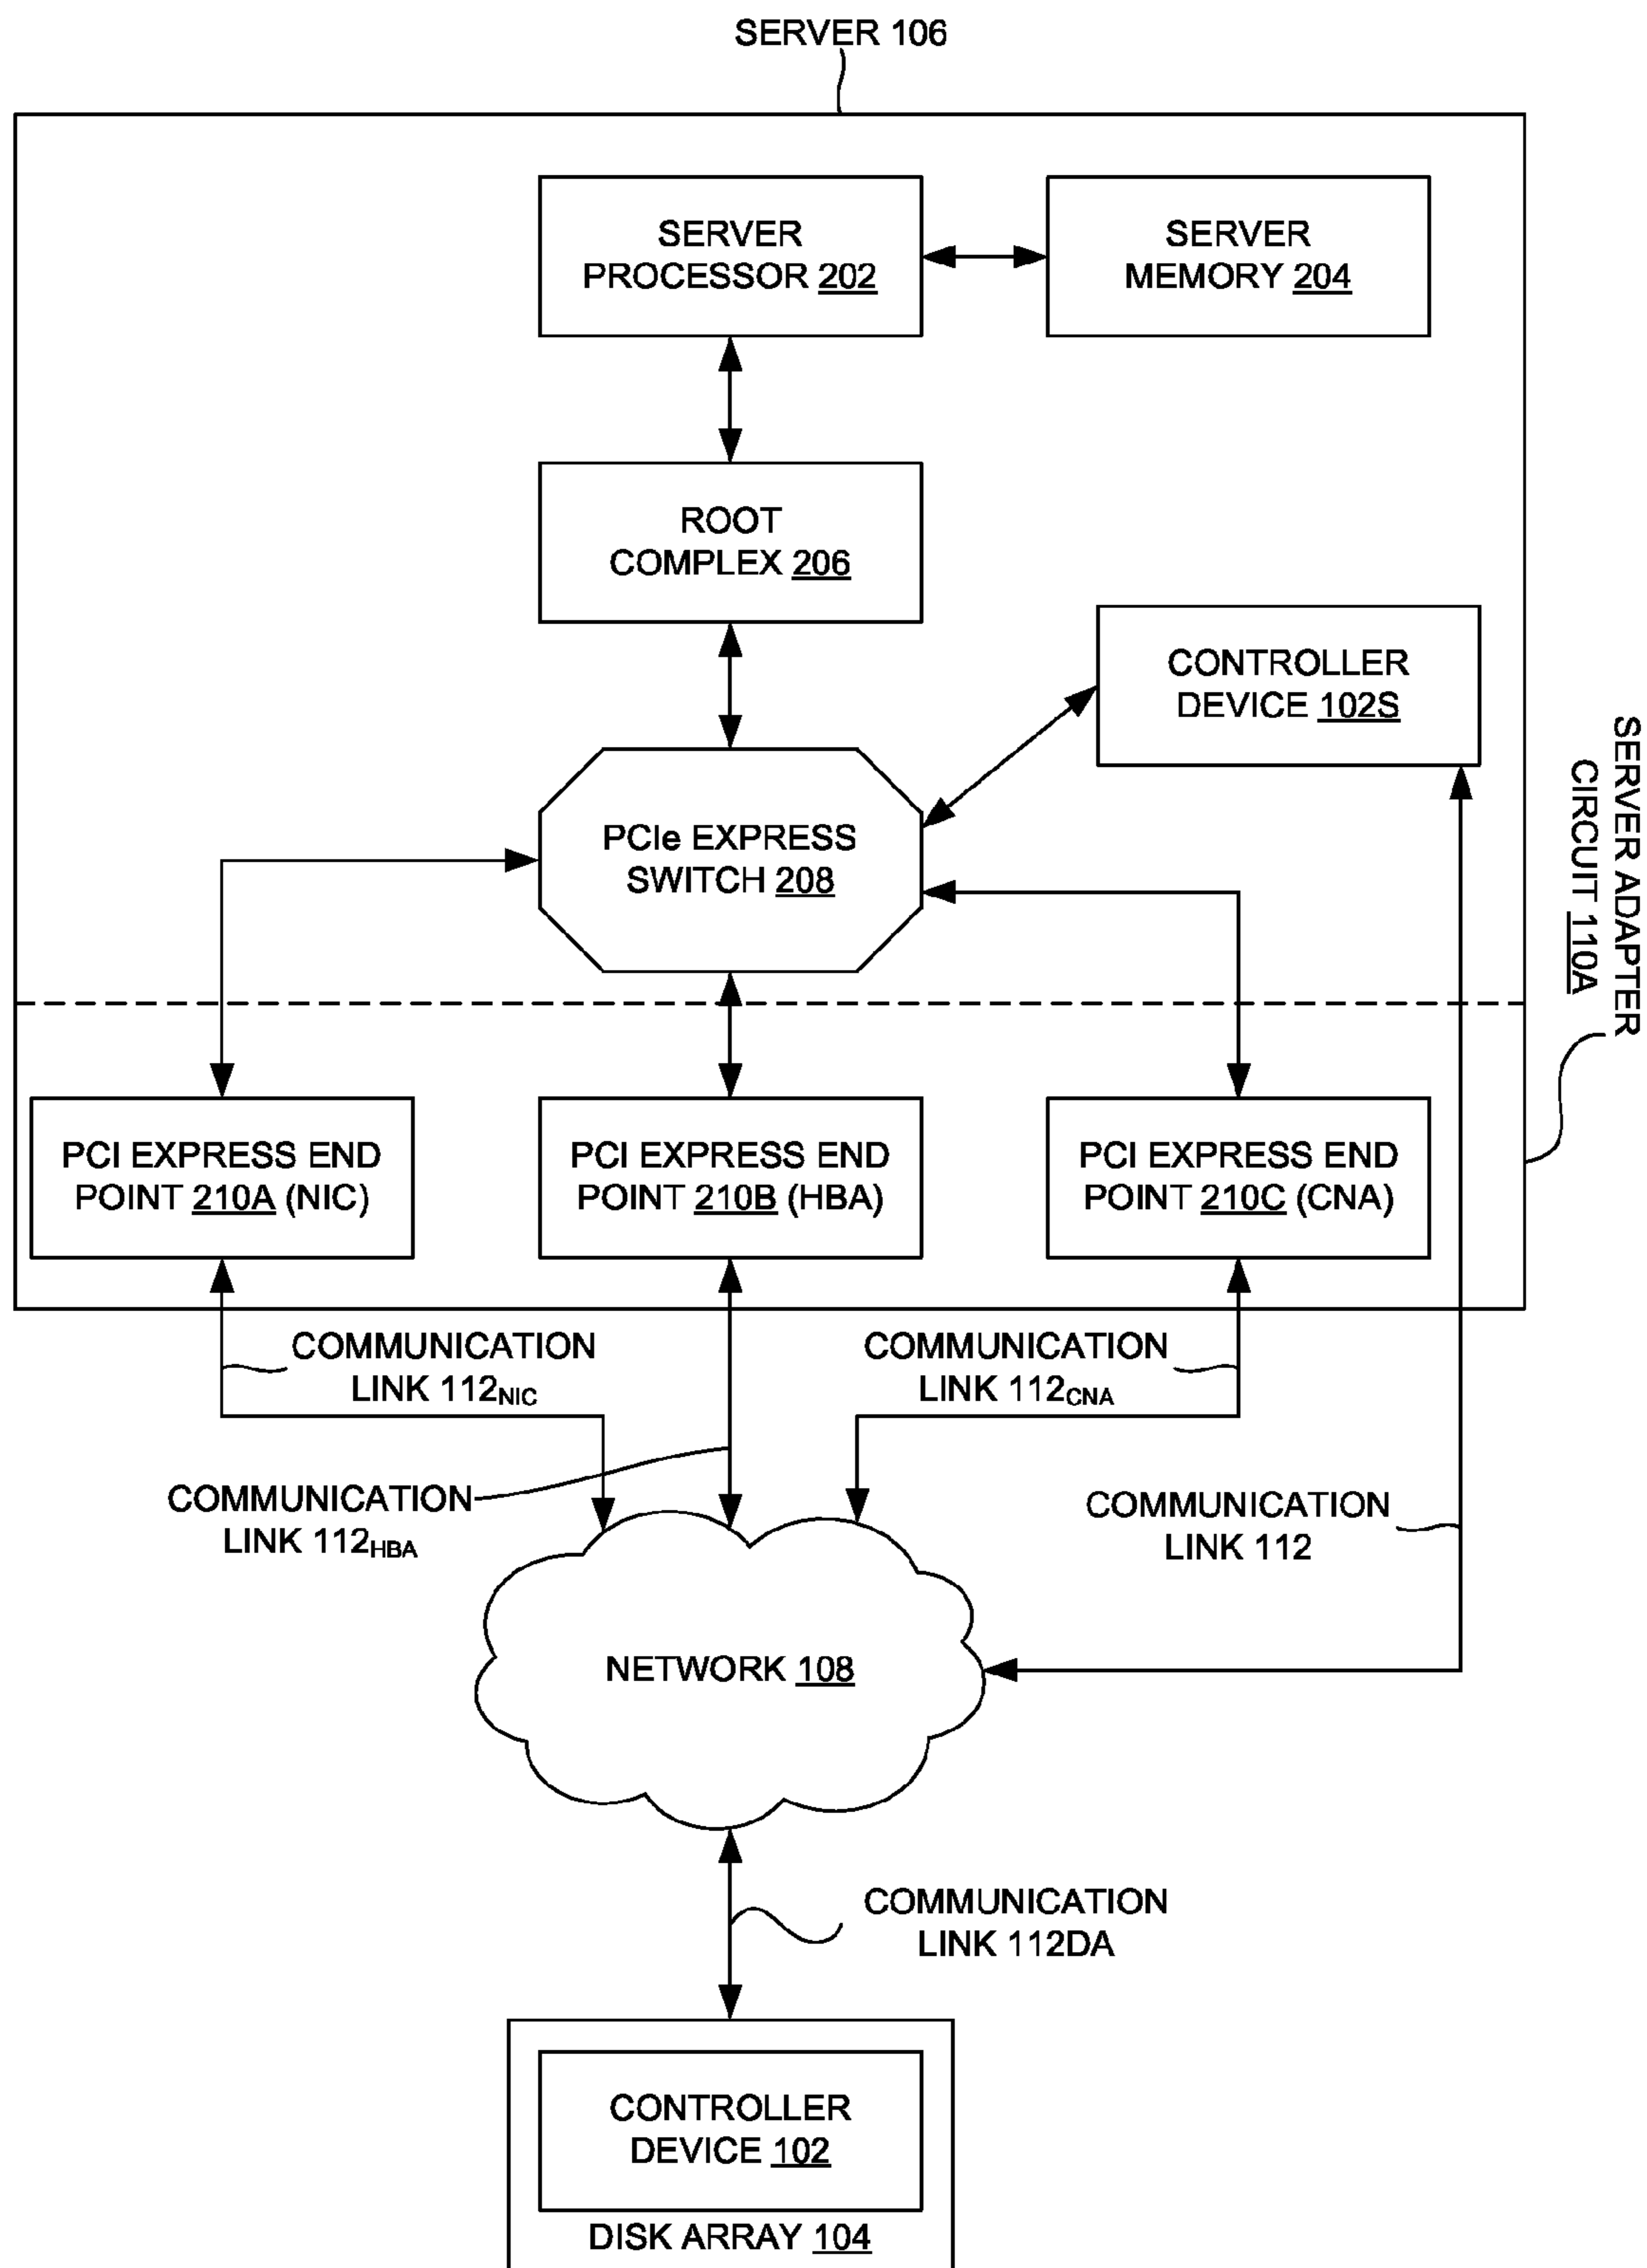 SERVER 106
SERVER
PROCESSOR 202
SERVER
MEMORY 204
ROOT
COMPLEX 206
CONTROLLER
DEVICE 102S
SERVER ADAPTER
CIRCUIT 110A
PCIe EXPRESS
SWITCH 208
PCI EXPRESS END
POINT 210A (NIC)
PCI EXPRESS END
POINT 210B (HBA)
PCI EXPRESS END
POINT 210C (CNA)
COMMUNICATION
LINK 112NIC
COMMUNICATION
LINK 112CNA
COMMUNICATION
LINK 112HBA
COMMUNICATION
LINK 112
NETWORK 108
COMMUNICATION
LINK 112DA
CONTROLLER
DEVICE 102
DISK ARRAY 104